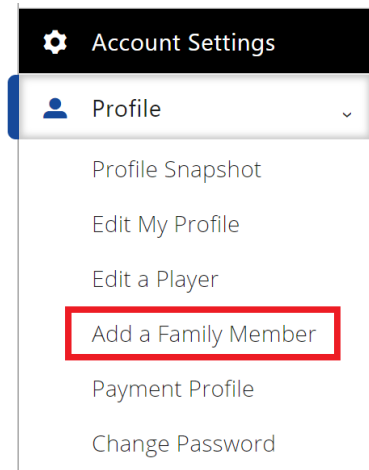 Account Settings
Profile
Profile Snapshot
Edit My Profile
Edit a Player
Add a Family Member
Payment Profile
Change Password